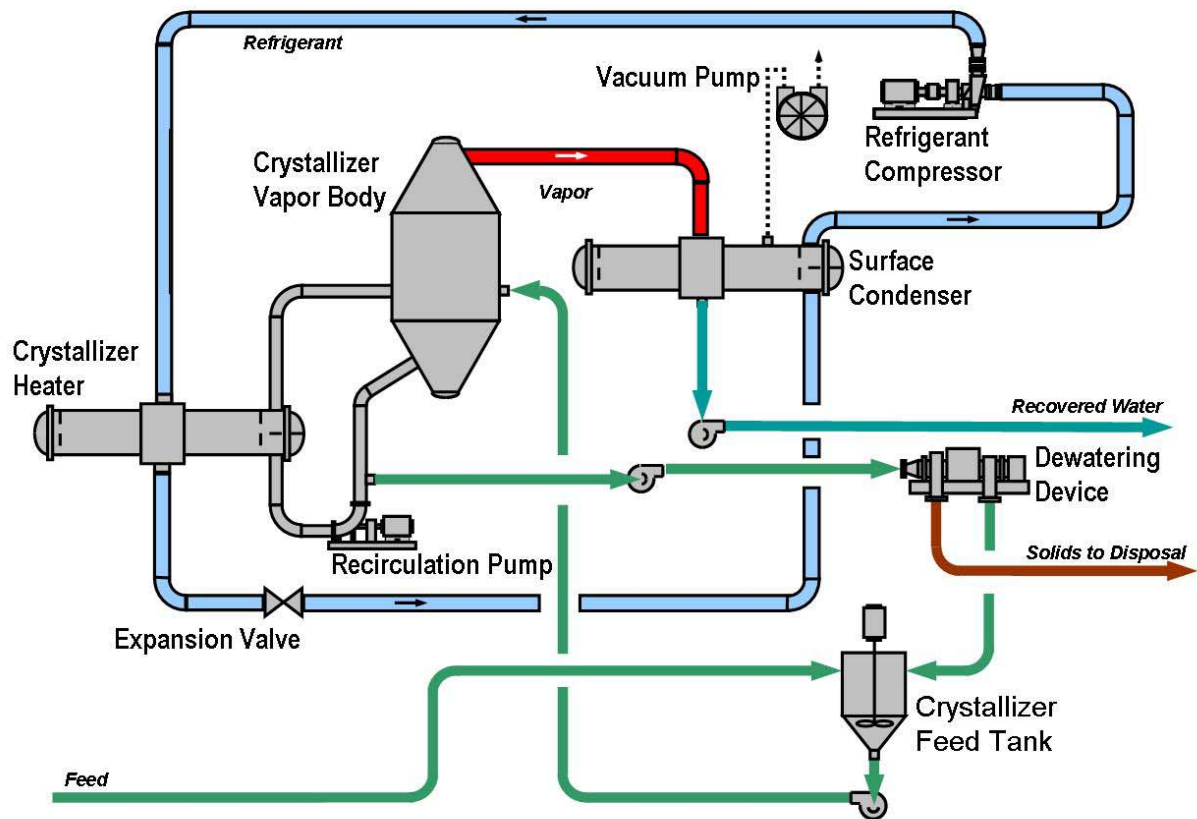 Refrigerant
Vacuum Pump
Refrigerant
Compressor
Crystallizer
Vapor Body
Vapor
Surface
Condenser
Crystallizer
Heater
Recovered Water
Dewatering
Device
Recirculation Pump
Solids to Disposal
Expansion Valve
Crystallizer
Feed Tank
Feed